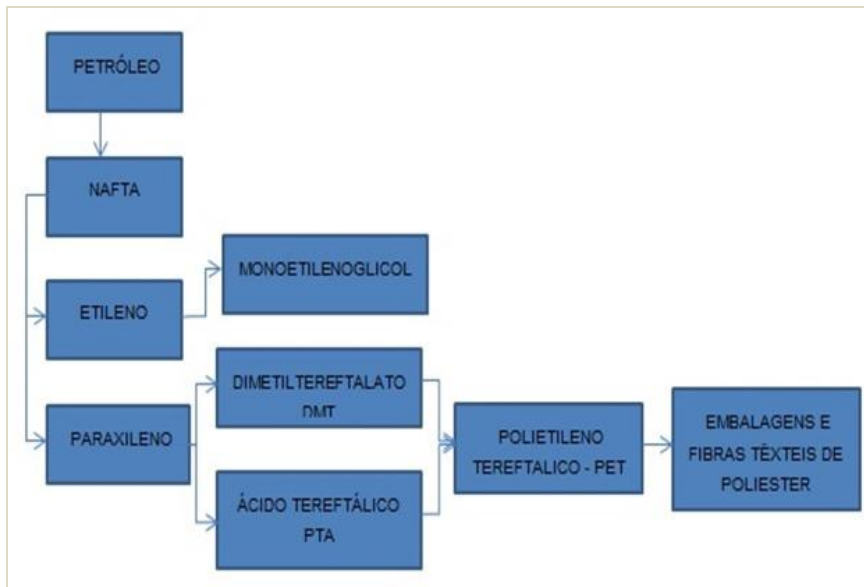 PETRÓLEO
NAFTA
MONOETILENOGLICOL
ETILENO
DIMETILTEREFTALATO
DMT
PARAXILENO
POLIETILENO
TEREFTALICO - PET
EMBALAGENS E
FIBRAS TÊXTEIS DE
POLIESTER
ÁCIDO TEREFTÁLICO
PTA